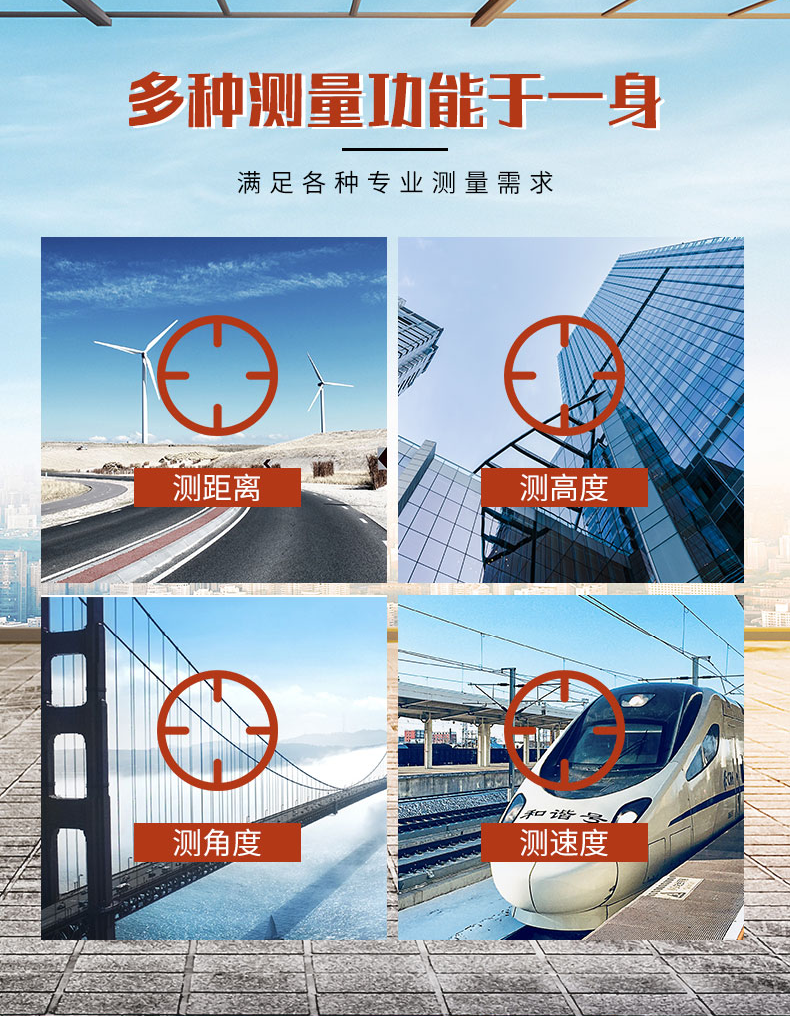 多种测量功能于一身
满足各种专业测量需求
测距离
测高度
测角度
和谐号
测速度